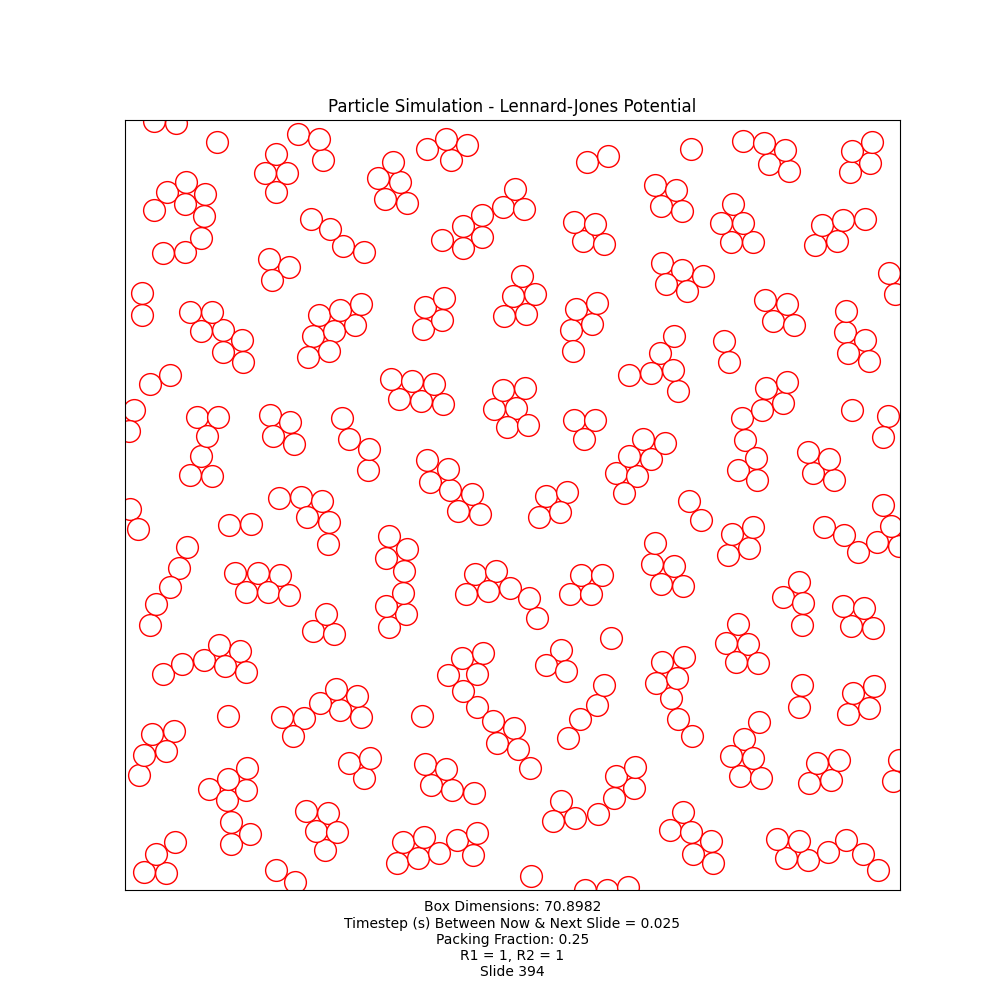 Particle Simulation - Lennard-Jones Potential
Box Dimensions: 70.8982
Timestep (s) Between Now & Next Slide = 0.025
Packing Fraction: 0.25
R1 = 1, R2 = 1
Slide 394